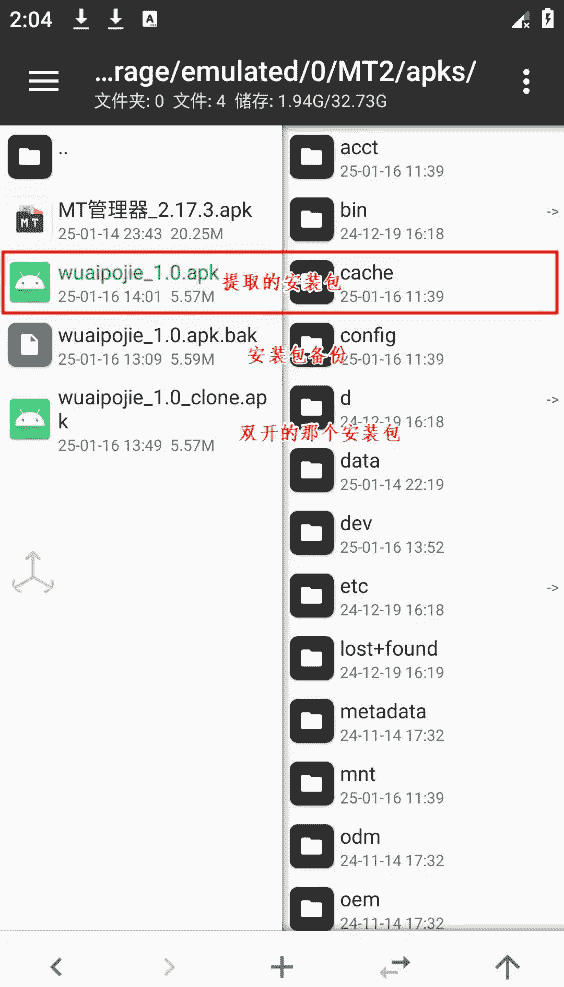 2:04
A
...rage/emulated/0/MT2/apks/
文件夹: 0 文件: 4 储存: 1.94G/32.73G
..
MT
MT管理器_2.17.3.apk
25-01-14 23:43 20.25M
wuaipojie_1.0.apk
25-01-16 14:01 5.57M
提取的安装包
wuaipojie_1.0.apk.bak
25-01-16 13:09 5.59M
安装包备份
wuaipojie_1.0_clone.ap
k
25-01-16 13:49 5.57M
双开的那个安装包
acct
25-01-16 11:39
bin
24-12-19 16:18
->
cache
25-01-16 11:39
config
25-01-16 11:39
d
24-12-19 16:18
->
data
25-01-14 22:19
dev
25-01-16 13:52
etc
24-12-19 16:18
->
lost+found
24-12-19 16:19
metadata
24-11-14 17:32
mnt
25-01-16 11:39
odm
24-11-14 17:32
oem
24-11-14 17:32